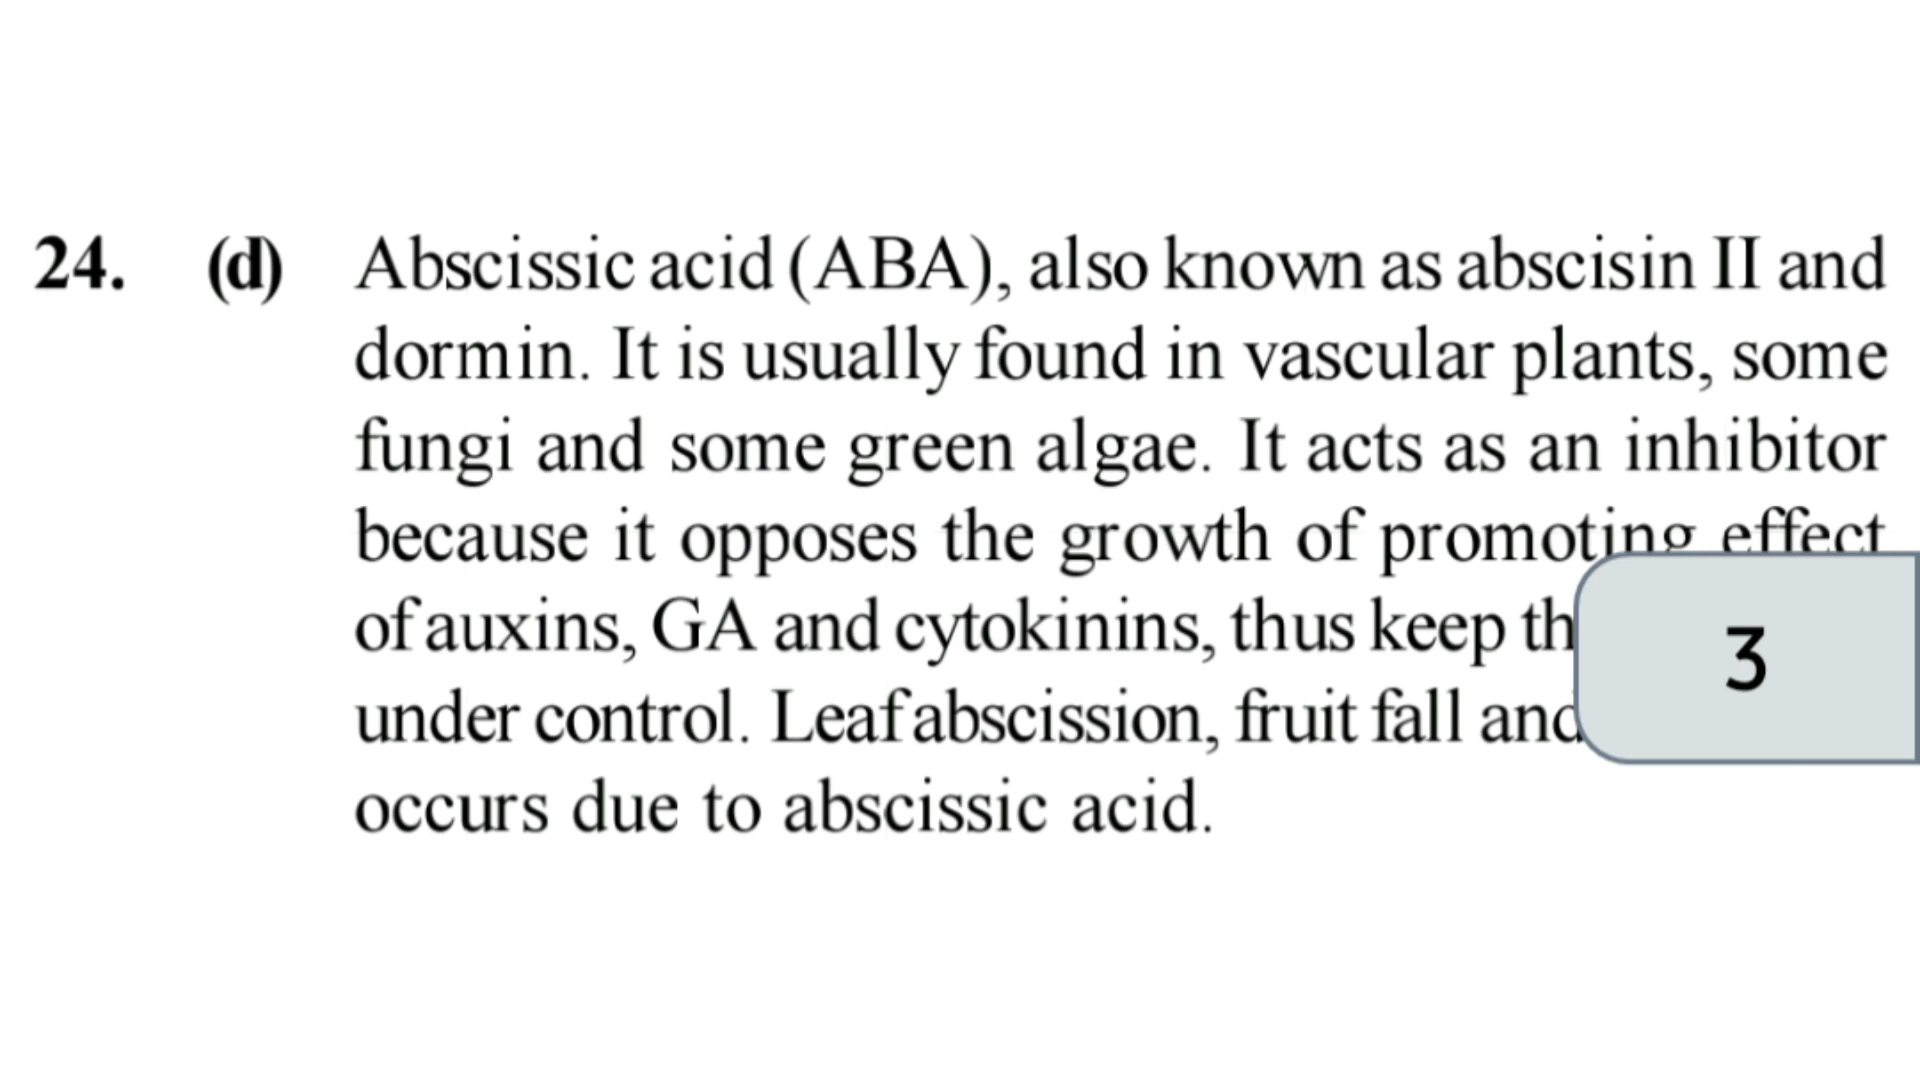 24. (d) Abscissic acid (ABA), also known as abscisin II and
dormin. It is usually found in vascular plants, some
fungi and some green algae. It acts as an inhibitor
because it opposes the growth of promoting effect
of auxins, GA and cytokinins, thus keep
under control. Leaf abscission, fruit fall and
occurs due to abscissic acid.
3